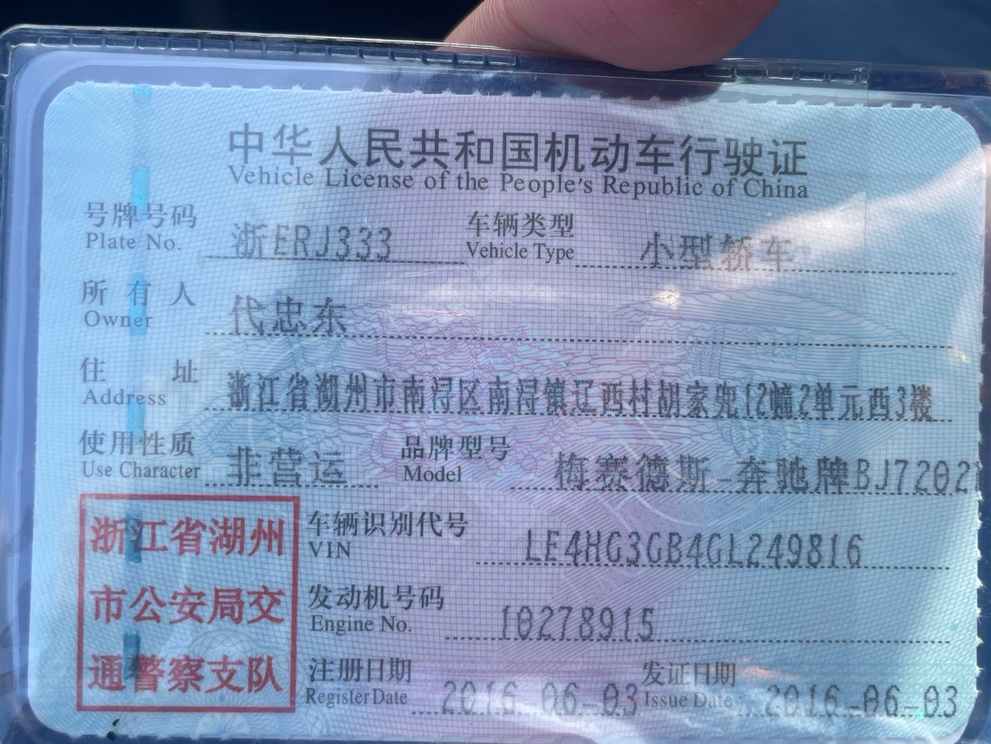 中华人民共和国机动车行驶证
Vehicle License of the People's Republic of China
号牌号码 浙ERJ333 车辆类型 小型轿车
Plate No. Vehicle Type
所有人 代忠东
Owner
住址 浙江省湖州市南浔区南浔镇辽西村胡家兜12幢2单元西3楼
Address
使用性质 非营运 品牌型号 梅赛德斯-奔驰牌BJ72021
Use Character Model
浙江省湖州
市公安局交
通警察支队
车辆识别代号 LE4HG3GB4GL249816
VIN
发动机号码 10278915
Engine No.
注册日期 2016-06-03 发证日期 2016-06-03
Register Date Issue Date